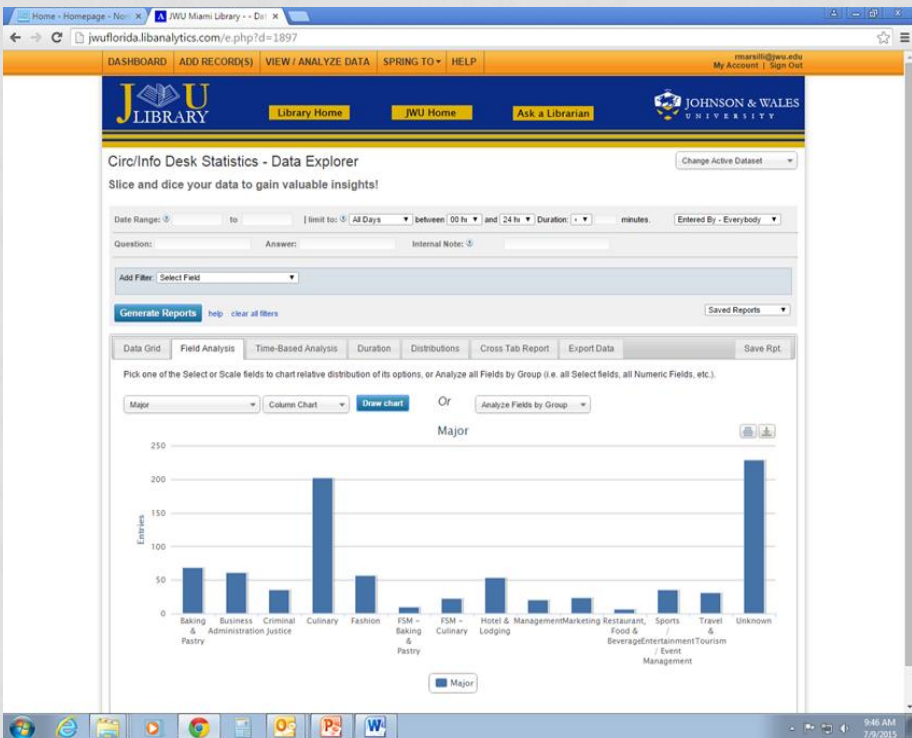 Home - Homepage - Nor
JWU Miami Library - - Da
jwuflorida.libanalytics.com/e.php?d=1897
DASHBOARD ADD RECORD(S) VIEW / ANALYZE DATA SPRING TO HELP
rmarsilli@jwu.edu
My Account | Sign Out
JWU
LIBRARY
Library Home
JWU Home
Ask a Librarian
JOHNSON & WALES
UNIVERSITY
Circ/Info Desk Statistics - Data Explorer
Change Active Dataset
Slice and dice your data to gain valuable insights!
Date Range: to | limit to: All Days between 00 h and 24 h Duration: minutes. Entered By - Everybody
Question: Answer: Internal Note:
Add Filter: Select Field
Generate Reports help clear all filters
Saved Reports
Data Grid Field Analysis Time-Based Analysis Duration Distributions Cross Tab Report Export Data Save Rpt.
Pick one of the Select or Scale fields to chart relative distribution of its options, or Analyze all Fields by Group (i.e. all Select fields, all Numeric Fields, etc.).
Major Column Chart Draw chart Or Analyze Fields by Group
Major
250
200
150
100
50
0
Entries
Baking & Pastry
Business Administration
Criminal Justice
Culinary
Fashion
FSM - Baking & Pastry
FSM - Culinary
Hotel & Lodging
Management
Marketing
Restaurant, Food & Beverage
Sports / Entertainment / Event Management
Travel & Tourism
Unknown
Major
9:46 AM
7/9/2015